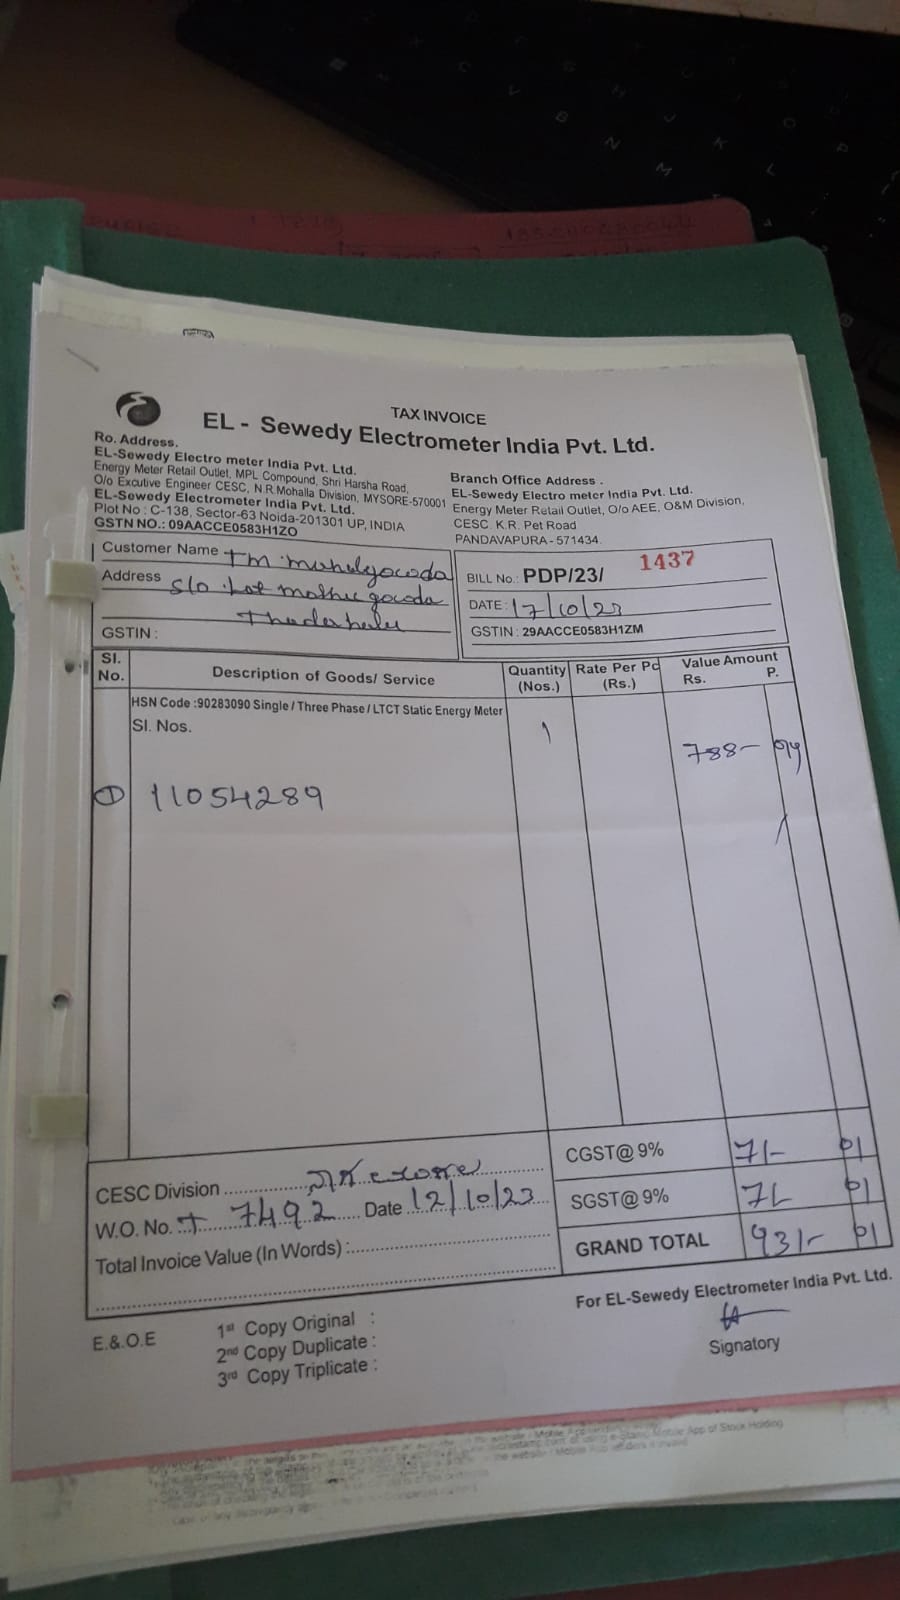 TAX INVOICE
EL - Sewedy Electrometer India Pvt. Ltd.
Ro. Address.
EL-Sewedy Electro meter India Pvt. Ltd.
Energy Meter Retail Outlet, MPL Compound, Shri Harsha Road,
O/o Excutive Engineer CESC, N.R.Mohalla Division, MYSORE-570001
EL-Sewedy Electrometer India Pvt. Ltd.
Plot No : C-138, Sector-63 Noida-201301 UP, INDIA
GSTN NO.: 09AACCE0583H1ZO
Branch Office Address .
EL-Sewedy Electro meter India Pvt. Ltd.
Energy Meter Retail Outlet, O/o AEE, O&M Division,
CESC. K.R. Pet Road
PANDAVAPURA - 571434.
Customer Name TM
Address S/o Lat
GSTIN :
BILL No.: PDP/23/ 1437
DATE : 17/10/23
GSTIN : 29AACCE0583H1ZM
Sl. No. Description of Goods/ Service Quantity (Nos.) Rate Per Pc (Rs.) Value Amount Rs. P.
HSN Code :90283090 Single / Three Phase / LTCT Static Energy Meter
Sl. Nos. 1 788-
1 11054289
CESC Division
W.O. No. 7492 Date 12/10/23
Total Invoice Value (In Words) :
CGST@ 9% 71- 01
SGST@ 9% 71 01
GRAND TOTAL 931- 01
For EL-Sewedy Electrometer India Pvt. Ltd.
Signatory
E.&.O.E
1st Copy Original :
2nd Copy Duplicate :
3rd Copy Triplicate :